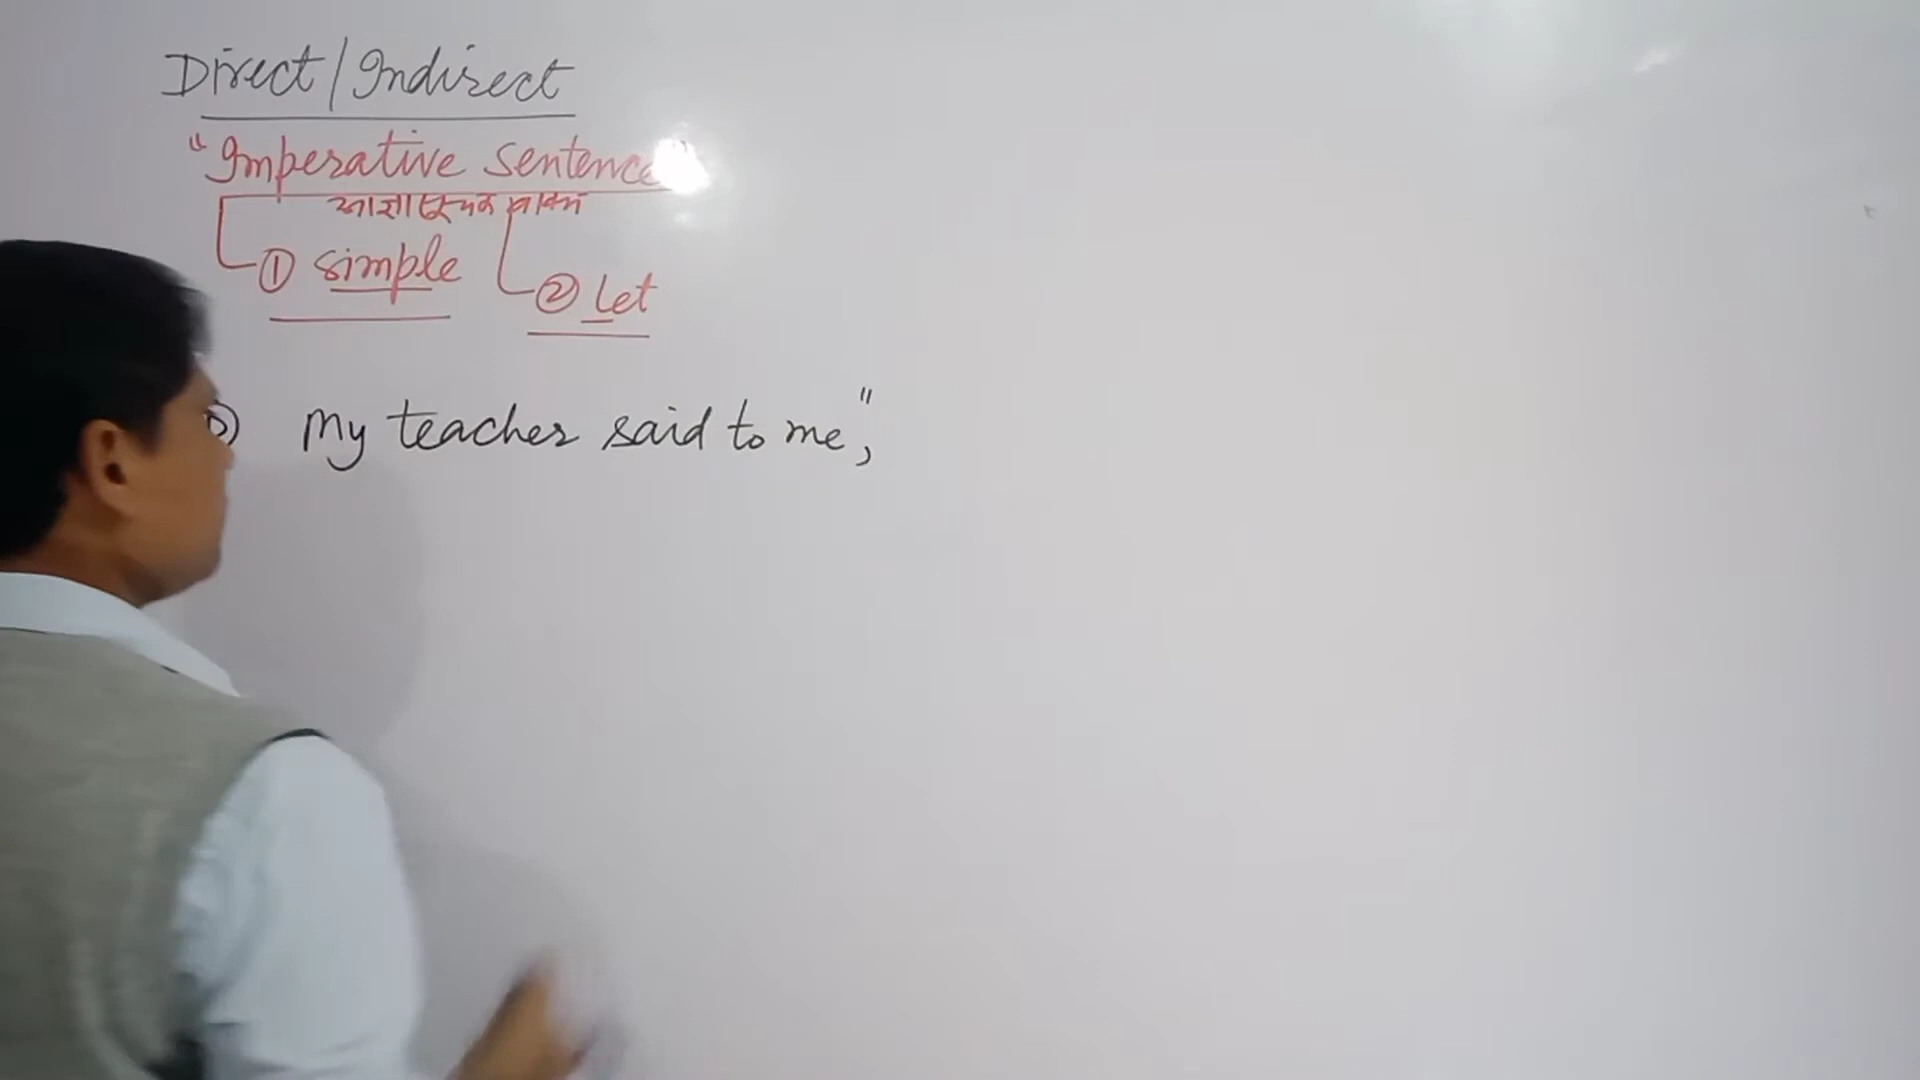 Direct/Indirect
"Imperative sentence"
आज्ञासूचक वाक्य
① simple
② Let
My teacher said to me, "